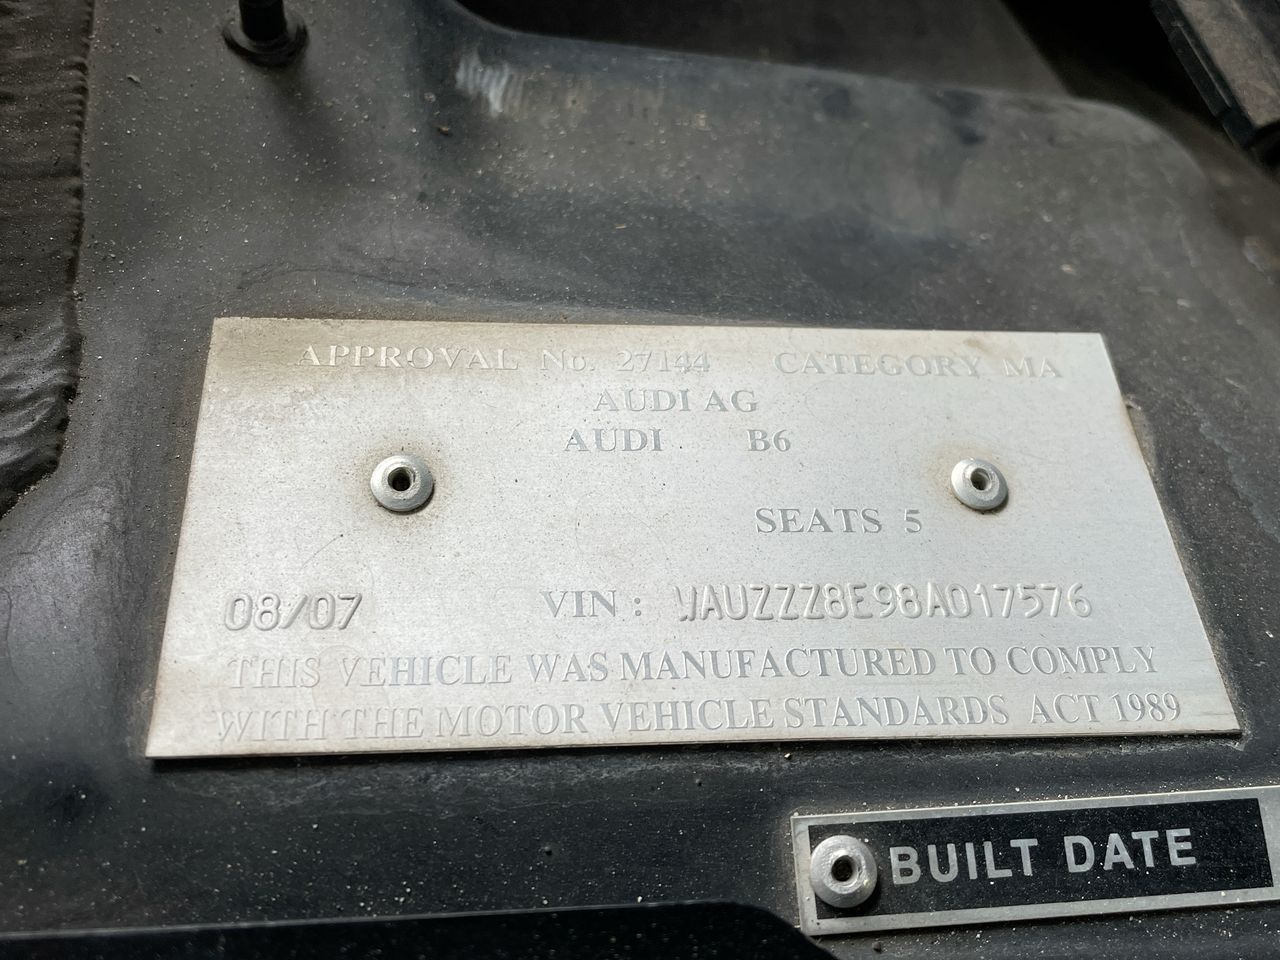 APPROVAL No. 27144 CATEGORY MA
AUDI AG
AUDI B6
SEATS 5
08/07 VIN: WAUZZZ8E98A017576
THIS VEHICLE WAS MANUFACTURED TO COMPLY
WITH THE MOTOR VEHICLE STANDARDS ACT 1989
BUILT DATE